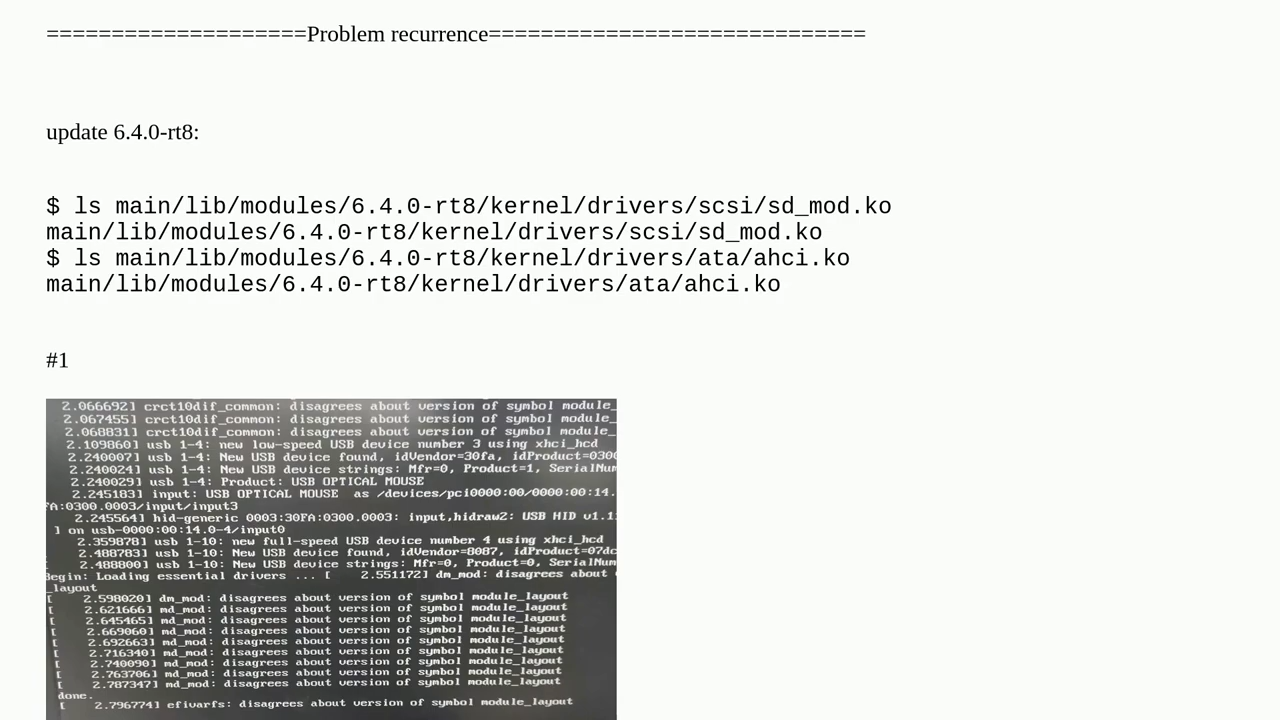 ====================Problem recurrence=============================
update 6.4.0-rt8:
$ ls main/lib/modules/6.4.0-rt8/kernel/drivers/scsi/sd_mod.ko
main/lib/modules/6.4.0-rt8/kernel/drivers/scsi/sd_mod.ko
$ ls main/lib/modules/6.4.0-rt8/kernel/drivers/ata/ahci.ko
main/lib/modules/6.4.0-rt8/kernel/drivers/ata/ahci.ko
#1
2.066692] crct10dif_common: disagrees about version of symbol module_
2.067455] crct10dif_common: disagrees about version of symbol module_
2.068831] crct10dif_common: disagrees about version of symbol module_
2.109860] usb 1-4: new low-speed USB device number 3 using xhci_hcd
2.240007] usb 1-4: New USB device found, idVendor=30fa, idProduct=0300
2.240024] usb 1-4: New USB device strings: Mfr=0, Product=1, SerialNum
2.240029] usb 1-4: Product: USB OPTICAL MOUSE
2.245183] input: USB OPTICAL MOUSE  as /devices/pci0000:00/0000:00:14.
FA:0300.0003/input/input3
2.245564] hid-generic 0003:30FA:0300.0003: input,hidraw2: USB HID v1.11
] on usb-0000:00:14.0-4/input0
2.359878] usb 1-10: new full-speed USB device number 4 using xhci_hcd
2.488783] usb 1-10: New USB device found, idVendor=8087, idProduct=07dc
2.488800] usb 1-10: New USB device strings: Mfr=0, Product=0, SerialNum
Begin: Loading essential drivers ... [    2.551172] dm_mod: disagrees about
_layout
[    2.598020] dm_mod: disagrees about version of symbol module_layout
[    2.621666] md_mod: disagrees about version of symbol module_layout
[    2.645465] md_mod: disagrees about version of symbol module_layout
[    2.669060] md_mod: disagrees about version of symbol module_layout
[    2.692663] md_mod: disagrees about version of symbol module_layout
[    2.716340] md_mod: disagrees about version of symbol module_layout
[    2.740090] md_mod: disagrees about version of symbol module_layout
[    2.763706] md_mod: disagrees about version of symbol module_layout
[    2.787347] md_mod: disagrees about version of symbol module_layout
done.
[    2.796774] efivarfs: disagrees about version of symbol module_layout